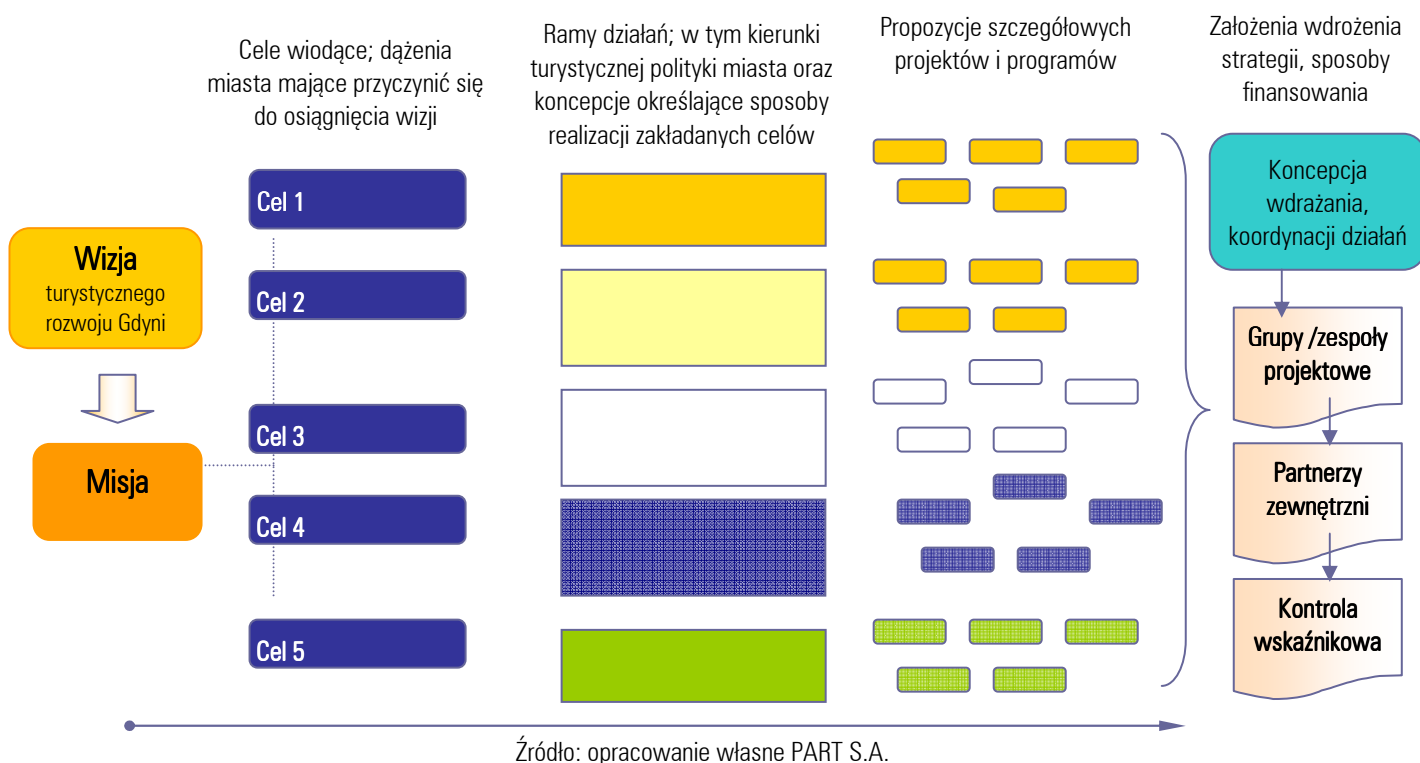 Cele wiodące; dążenia
miasta mające przyczynić się
do osiągnięcia wizji
Ramy działań; w tym kierunki
turystycznej polityki miasta oraz
koncepcje określające sposoby
realizacji zakładanych celów
Propozycje szczegółowych
projektów i programów
Założenia wdrożenia
strategii, sposoby
finansowania
Wizja
turystycznego
rozwoju Gdyni
Misja
Cel 1
Cel 2
Cel 3
Cel 4
Cel 5
Koncepcja
wdrażania,
koordynacji działań
Grupy /zespoły
projektowe
Partnerzy
zewnętrzni
Kontrola
wskaźnikowa
Źródło: opracowanie własne PART S.A.